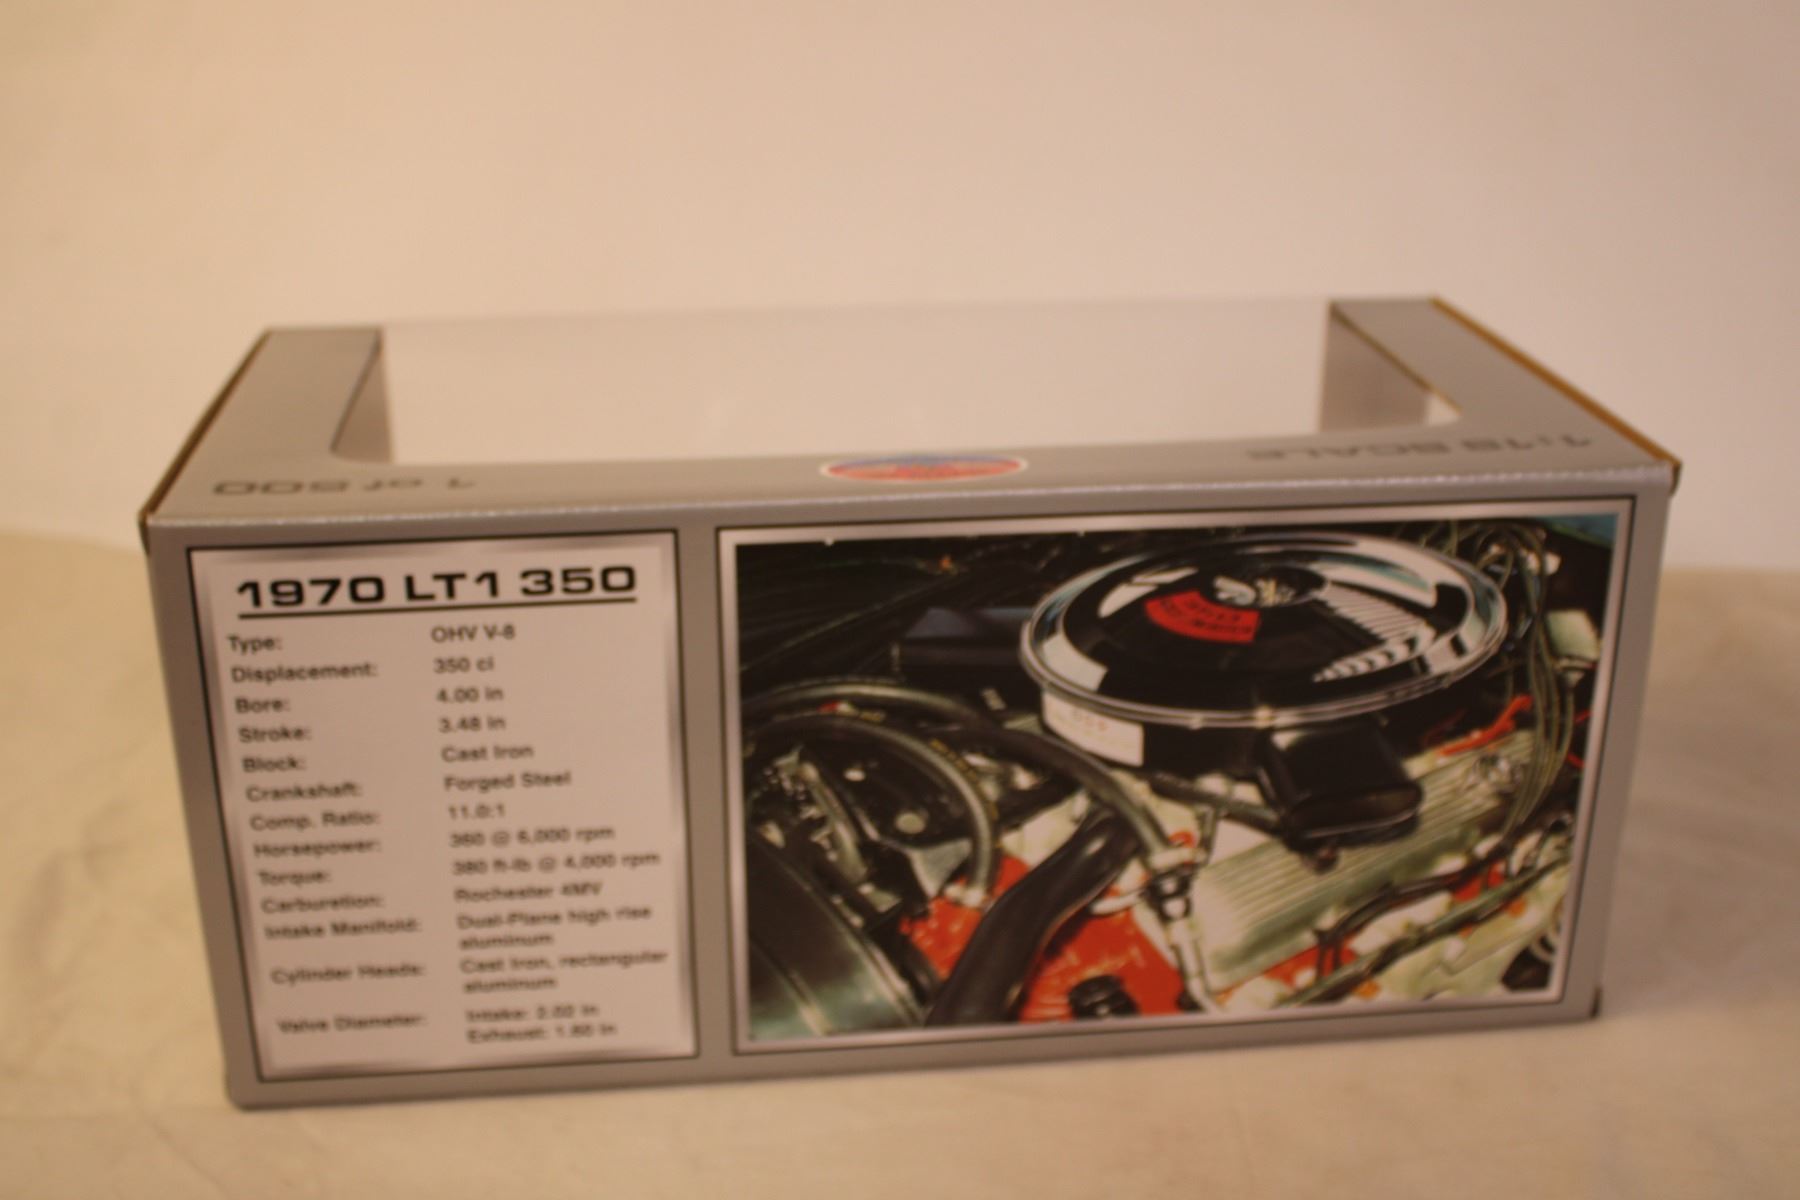 1 of 500
1:18 SCALE
1970 LT1 350
Type: OHV V-8
Displacement: 350 ci
Bore: 4.00 in
Stroke: 3.48 in
Block: Cast Iron
Crankshaft: Forged Steel
Comp. Ratio: 11.0:1
Horsepower: 360 @ 6,000 rpm
Torque: 380 ft-lb @ 4,000 rpm
Carburetion: Rochester 4MV
Intake Manifold: Dual-Plane high rise
aluminum
Cylinder Heads: Cast Iron, rectangular
aluminum
Valve Diameter: Intake: 2.02 in
Exhaust: 1.60 in